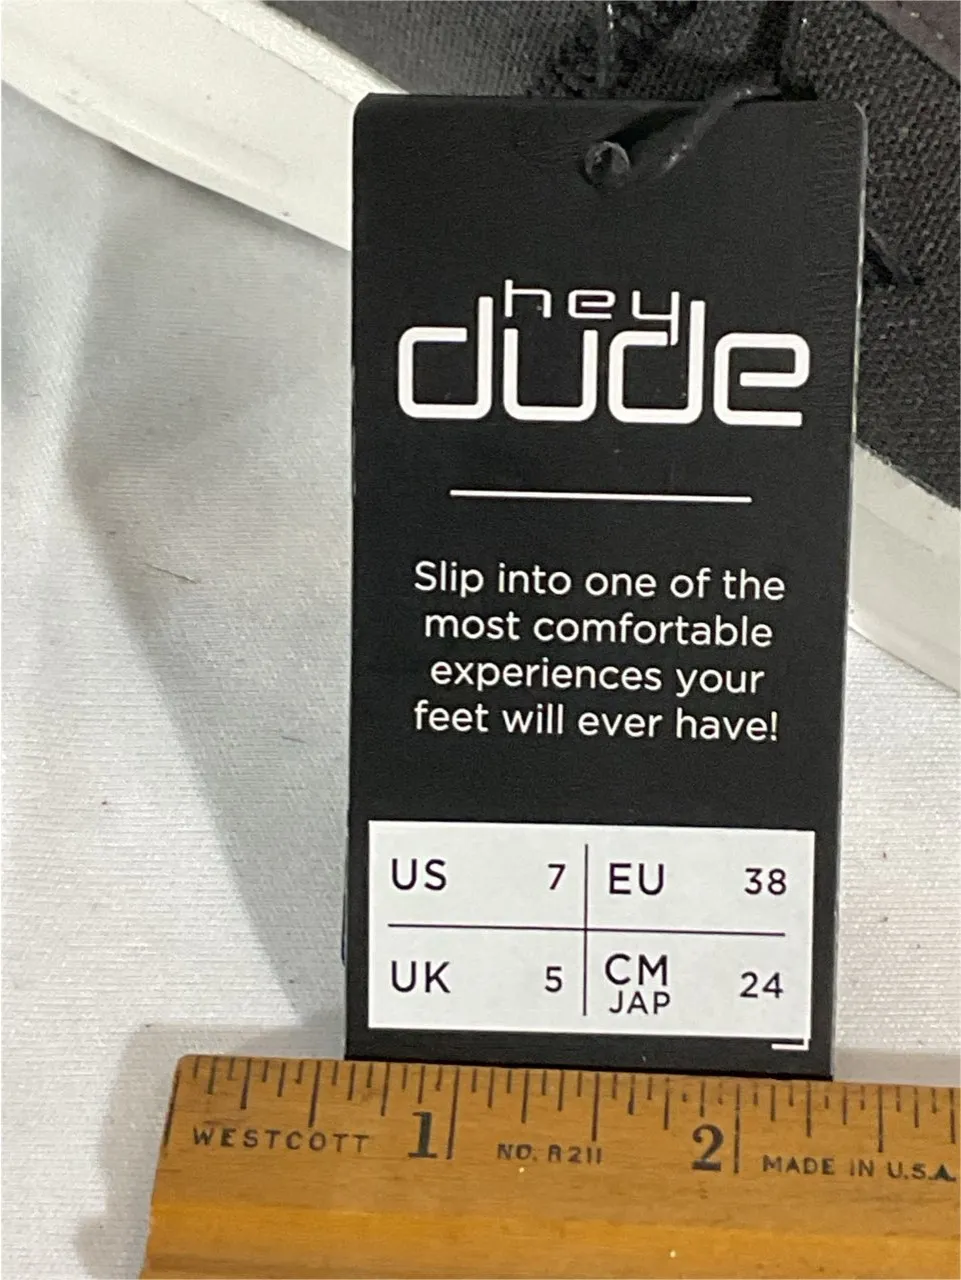 hey
dude
Slip into one of the
most comfortable
experiences your
feet will ever have!
US 7 EU 38
UK 5 CM JAP 24
WESTCOTT 1 NO. R211 2 MADE IN U.S.A.